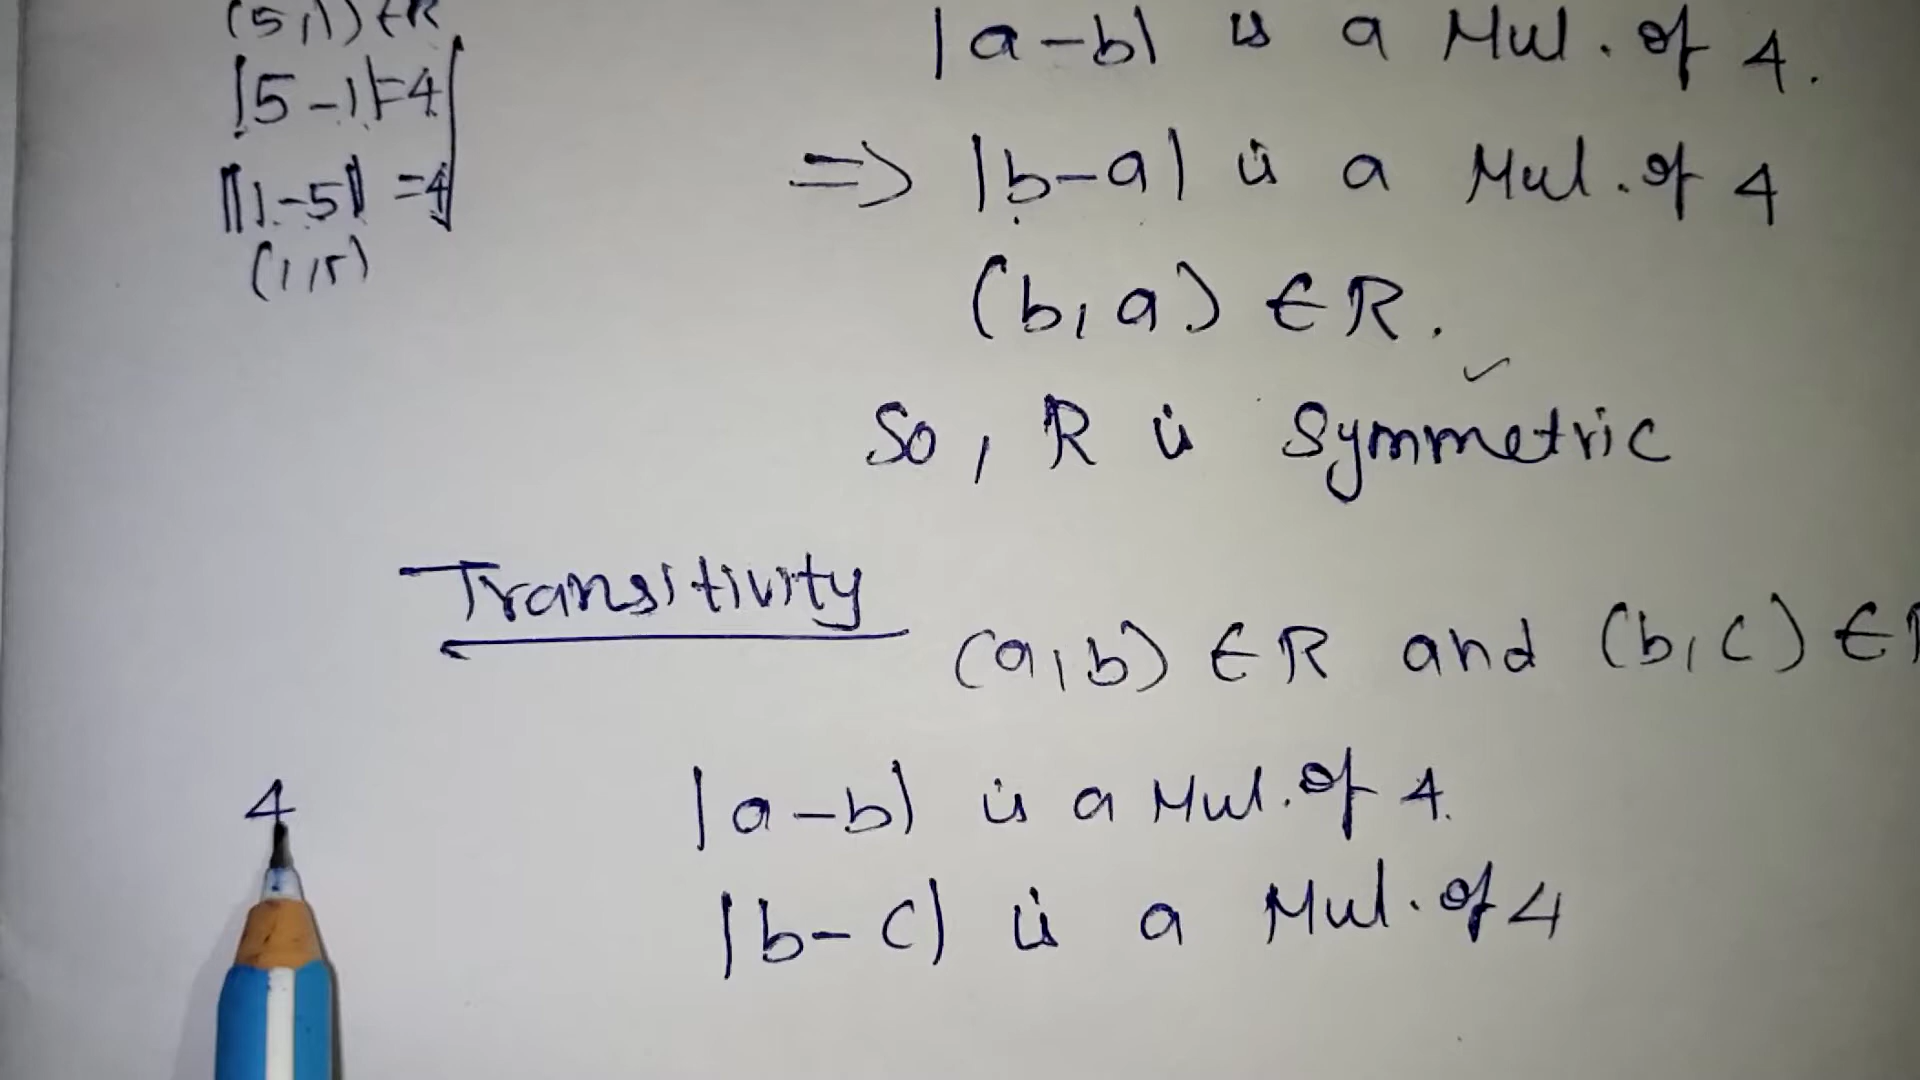 (5,1) ∈ R
|5-1|=4
|1-5| =4
(1,5)
|a-b| is a Mul. of 4.
=> |b-a| is a Mul. of 4
(b, a) ∈ R.
So, R is Symmetric
Transitivity
(a,b) ∈ R and (b,c) ∈
|a-b| is a Mul. of 4.
|b-c| is a Mul. of 4
4